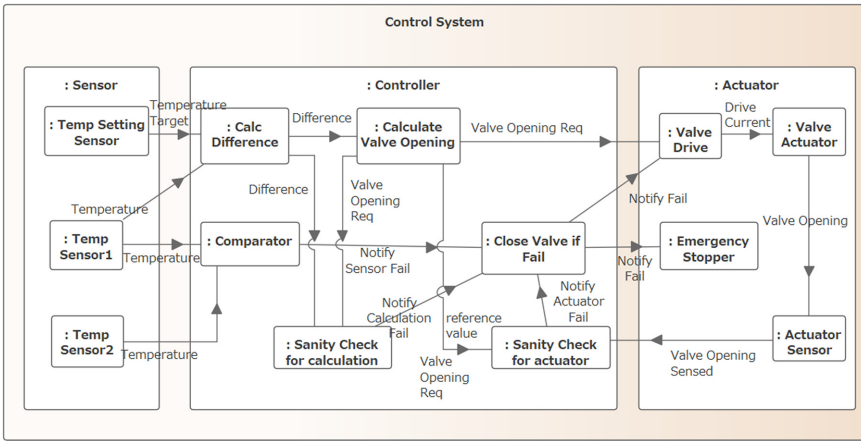 Control System
: Sensor
: Controller
: Actuator
: Temp Setting
Sensor
Temperature
Target
: Calc
Difference
Difference
: Calculate
Valve Opening
Valve Opening Req
: Valve
Drive
Drive
Current
: Valve
Actuator
Temperature
Difference
Valve
Opening
Req
Notify Fail
Valve Opening
: Temp
Sensor1
Temperature
: Comparator
Notify
Sensor Fail
: Close Valve if
Fail
Notify
Fail
: Emergency
Stopper
Notify
Calculation
Fail
reference
value
Notify
Actuator
Fail
: Temp
Sensor2
Temperature
: Sanity Check
for calculation
Valve
Opening
Req
: Sanity Check
for actuator
Valve Opening
Sensed
: Actuator
Sensor